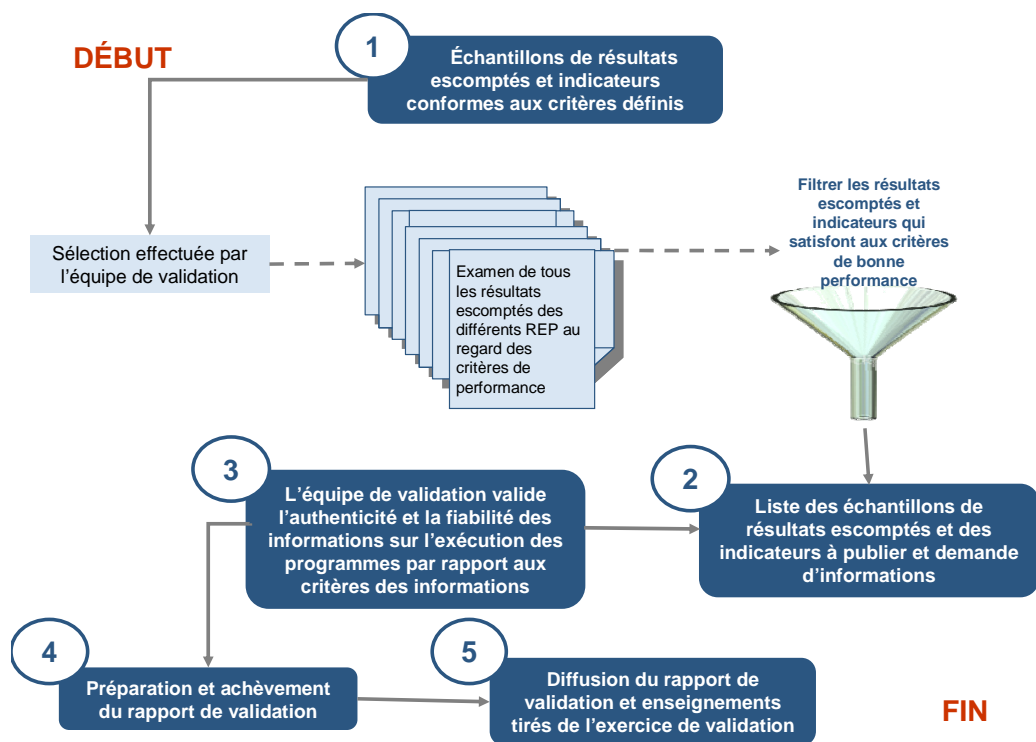 DÉBUT
1
Échantillons de résultats
escomptés et indicateurs
conformes aux critères définis
Sélection effectuée par
l'équipe de validation
Examen de tous
les résultats
escomptés des
différents REP au
regard des
critères de
performance
Filtrer les résultats
escomptés et
indicateurs qui
satisfont aux critères
de bonne
performance
2
Liste des échantillons de
résultats escomptés et des
indicateurs à publier et demande
d'informations
3
L'équipe de validation valide
l'authenticité et la fiabilité des
informations sur l'exécution des
programmes par rapport aux
critères des informations
4
Préparation et achèvement
du rapport de validation
5
Diffusion du rapport de
validation et enseignements
tirés de l'exercice de validation
FIN